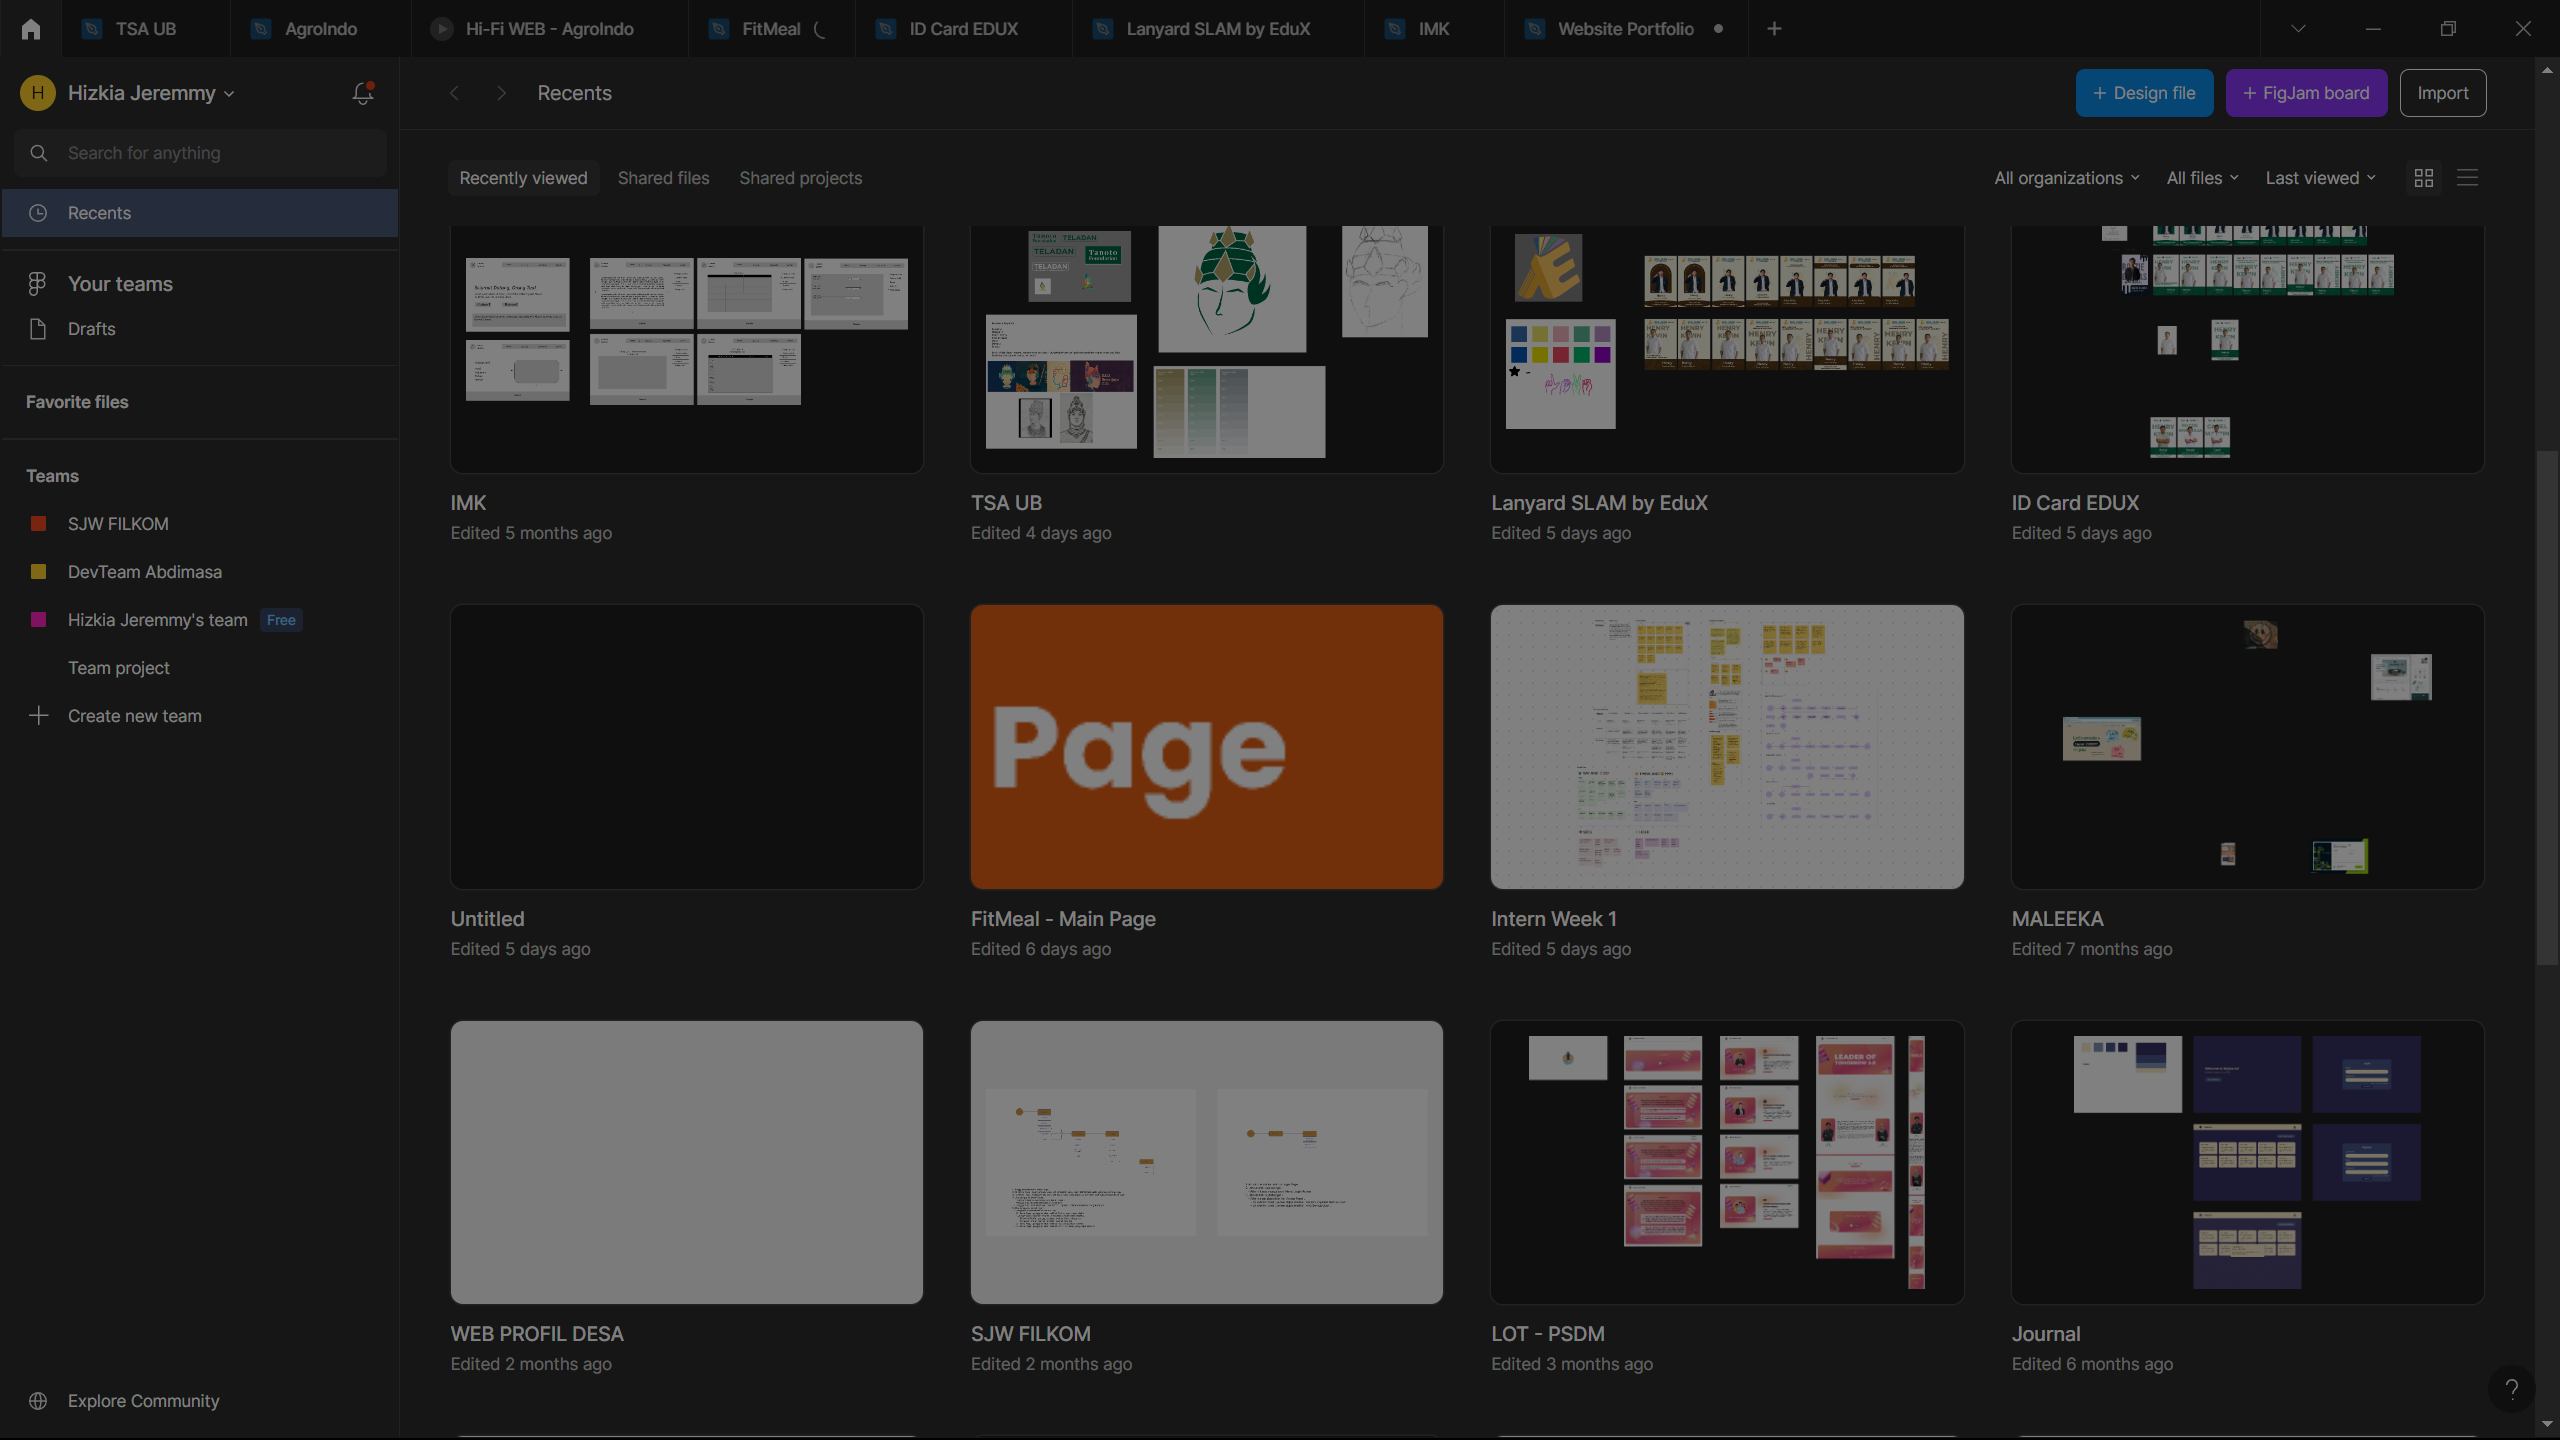 TSA UB
AgroIndo
Hi-Fi WEB - AgroIndo
FitMeal
ID Card EDUX
Lanyard SLAM by EduX
IMK
Website Portfolio
H
Hizkia Jeremmy
Recents
+ Design file
+ FigJam board
Import
Search for anything
Recently viewed
Shared files
Shared projects
All organizations
All files
Last viewed
Recents
Your teams
Drafts
Favorite files
Teams
SJW FILKOM
DevTeam Abdimasa
Hizkia Jeremmy's team
Free
Team project
Create new team
Explore Community
TELADAN
TELADAN
TELADAN
Tanoto
Foundation
IMK
Edited 5 months ago
TSA UB
Edited 4 days ago
Lanyard SLAM by EduX
Edited 5 days ago
ID Card EDUX
Edited 5 days ago
Page
Untitled
Edited 5 days ago
FitMeal - Main Page
Edited 6 days ago
Intern Week 1
Edited 5 days ago
MALEEKA
Edited 7 months ago
LEADER OF
WEB PROFIL DESA
Edited 2 months ago
SJW FILKOM
Edited 2 months ago
LOT - PSDM
Edited 3 months ago
Journal
Edited 6 months ago
?